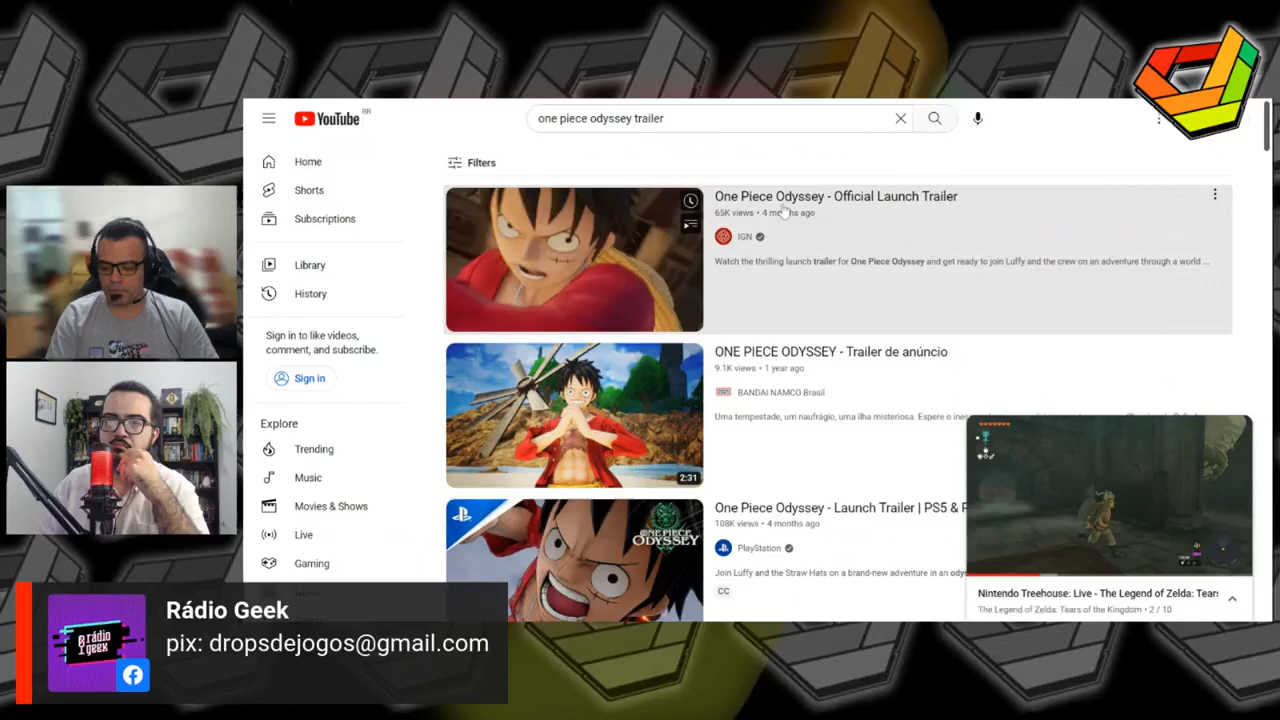 YouTube BR
one piece odyssey trailer
Filters
Home
Shorts
Subscriptions
Library
History
Sign in to like videos,
comment, and subscribe.
Sign in
Explore
Trending
Music
Movies & Shows
Live
Gaming
One Piece Odyssey - Official Launch Trailer
65K views • 4 months ago
IGN
Watch the thrilling launch trailer for One Piece Odyssey and get ready to join Luffy and the crew on an adventure through a world ...
2:31
ONE PIECE ODYSSEY - Trailer de anúncio
9.1K views • 1 year ago
BANDAI NAMCO Brasil
Uma tempestade, um naufrágio, uma ilha misteriosa. Espere o
ONE PIECE
ODYSSEY
One Piece Odyssey - Launch Trailer | PS5 &
108K views • 4 months ago
PlayStation
Join Luffy and the Straw Hats on a brand-new adventure in an
CC
Nintendo Treehouse: Live - The Legend of Zelda: Tears
The Legend of Zelda: Tears of the Kingdom • 2 / 10
rádio
geek
Rádio Geek
pix: dropsdejogos@gmail.com